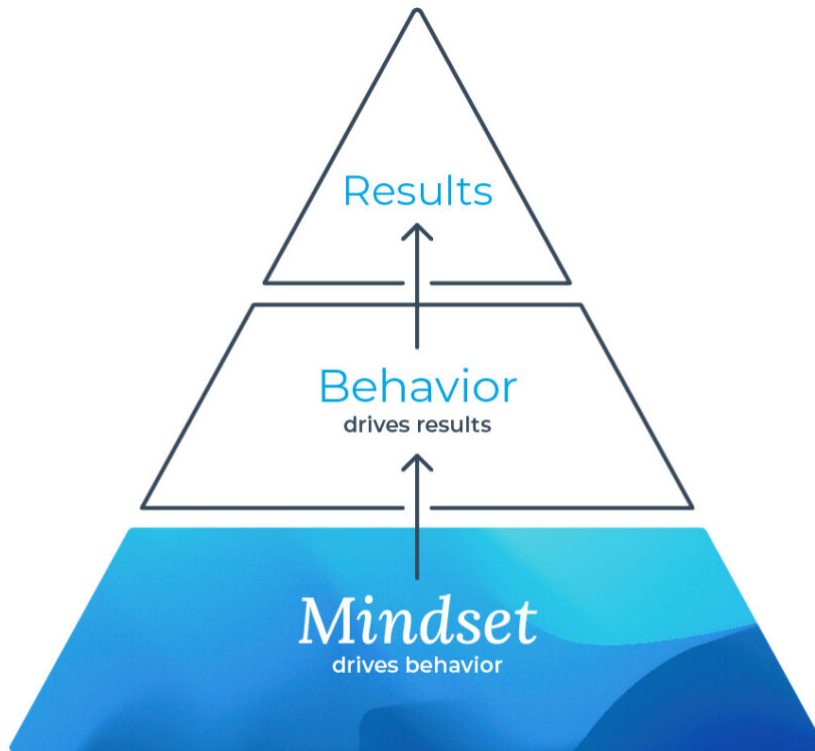 Results
Behavior
drives results
Mindset
drives behavior